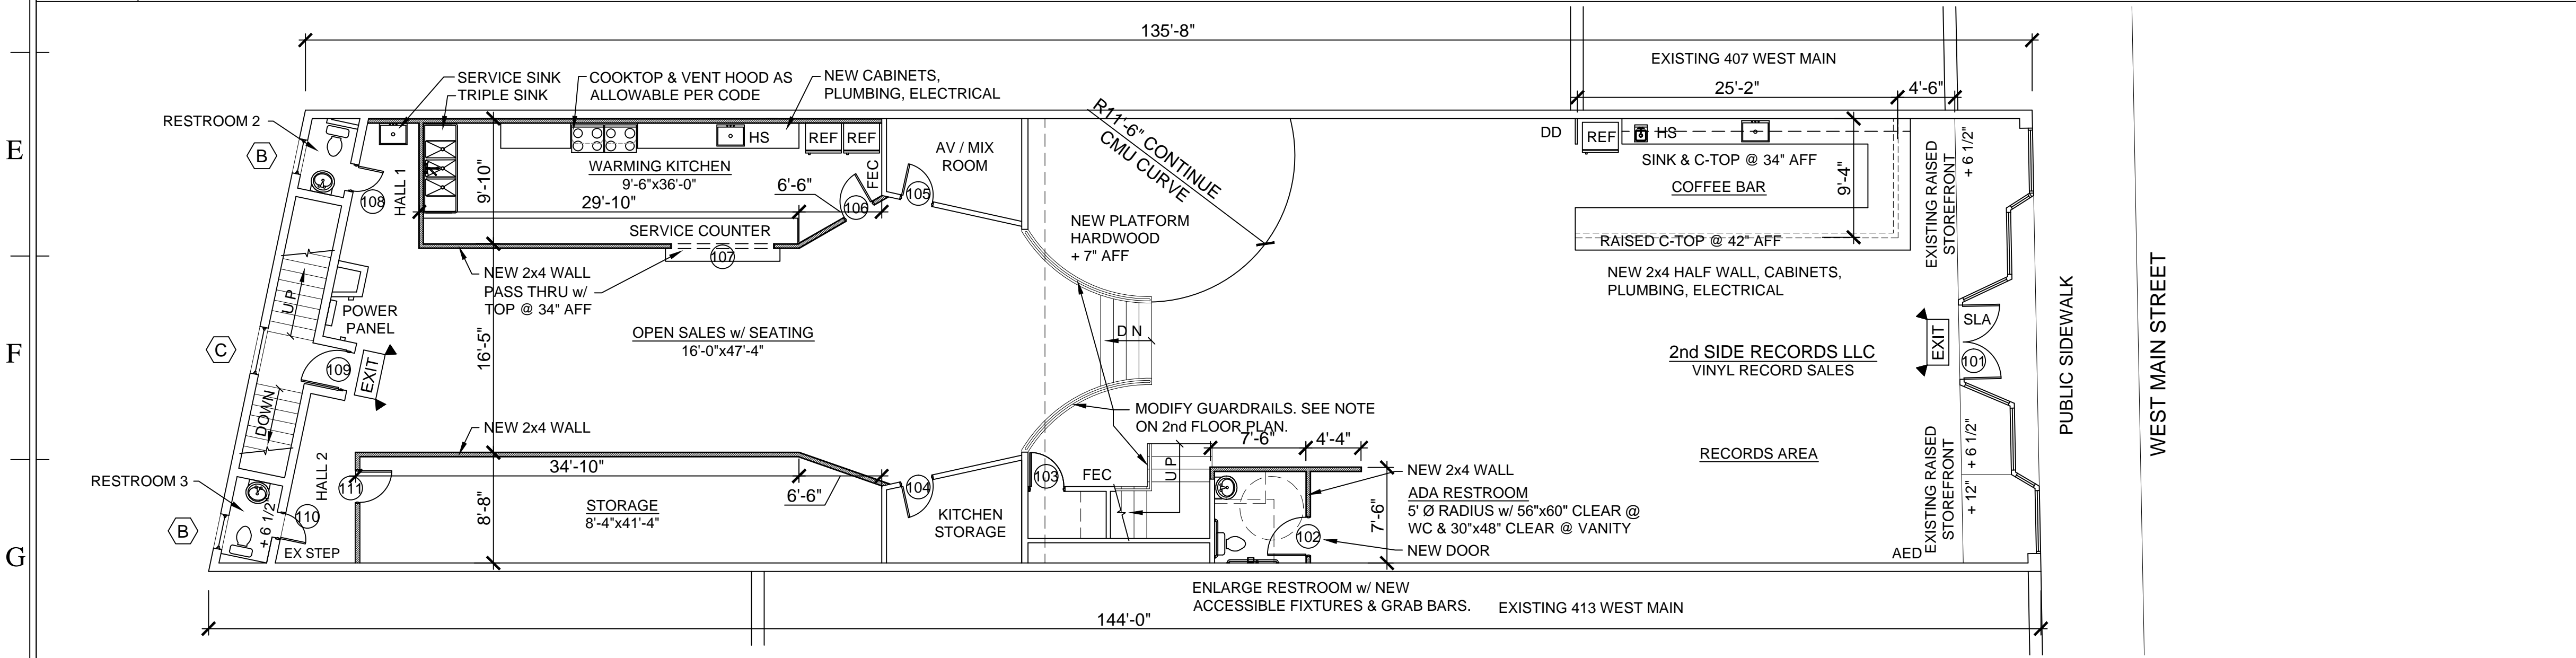 135'-8"
EXISTING 407 WEST MAIN
25'-2"
4'-6"
SERVICE SINK
TRIPLE SINK
COOKTOP & VENT HOOD AS
ALLOWABLE PER CODE
NEW CABINETS,
PLUMBING, ELECTRICAL
RESTROOM 2
E
B
HALL 1
108
9'-10"
HS
REF
REF
WARMING KITCHEN
9'-6"x36'-0"
29'-10"
6'-6"
FEC
106
SERVICE COUNTER
107
AV / MIX
ROOM
105
R11'-6" CONTINUE
CMU CURVE
NEW PLATFORM
HARDWOOD
+ 7" AFF
DD
REF
HS
SINK & C-TOP @ 34" AFF
COFFEE BAR
9'-4"
RAISED C-TOP @ 42" AFF
NEW 2x4 HALF WALL, CABINETS,
PLUMBING, ELECTRICAL
EXISTING RAISED
STOREFRONT
+ 6 1/2"
NEW 2x4 WALL
PASS THRU w/
TOP @ 34" AFF
UP
POWER
PANEL
C
F
109
EXIT
16'-5"
OPEN SALES w/ SEATING
16'-0"x47'-4"
DN
2nd SIDE RECORDS LLC
VINYL RECORD SALES
EXIT
SLA
101
PUBLIC SIDEWALK
WEST MAIN STREET
DOWN
NEW 2x4 WALL
MODIFY GUARDRAILS. SEE NOTE
ON 2nd FLOOR PLAN.
7'-6"
4'-4"
RECORDS AREA
34'-10"
6'-6"
HALL 2
111
RESTROOM 3
+ 6 1/2"
110
B
G
EX STEP
8'-8"
STORAGE
8'-4"x41'-4"
104
KITCHEN
STORAGE
103
FEC
UP
102
7'-6"
NEW 2x4 WALL
ADA RESTROOM
5' Ø RADIUS w/ 56"x60" CLEAR @
WC & 30"x48" CLEAR @ VANITY
NEW DOOR
AED
EXISTING RAISED
STOREFRONT
+ 12"
+ 6 1/2"
ENLARGE RESTROOM w/ NEW
ACCESSIBLE FIXTURES & GRAB BARS.
EXISTING 413 WEST MAIN
144'-0"